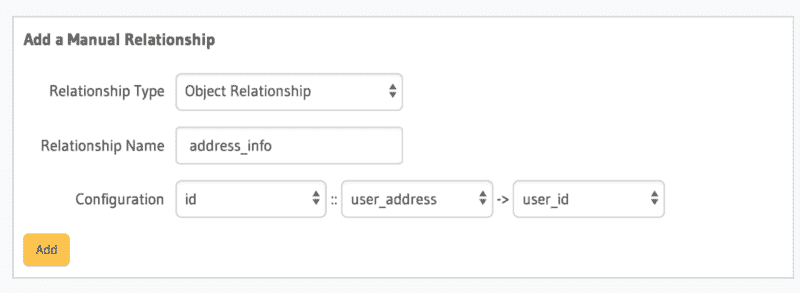 Add a Manual Relationship
Relationship Type Object Relationship
Relationship Name address_info
Configuration id :: user_address -> user_id
Add